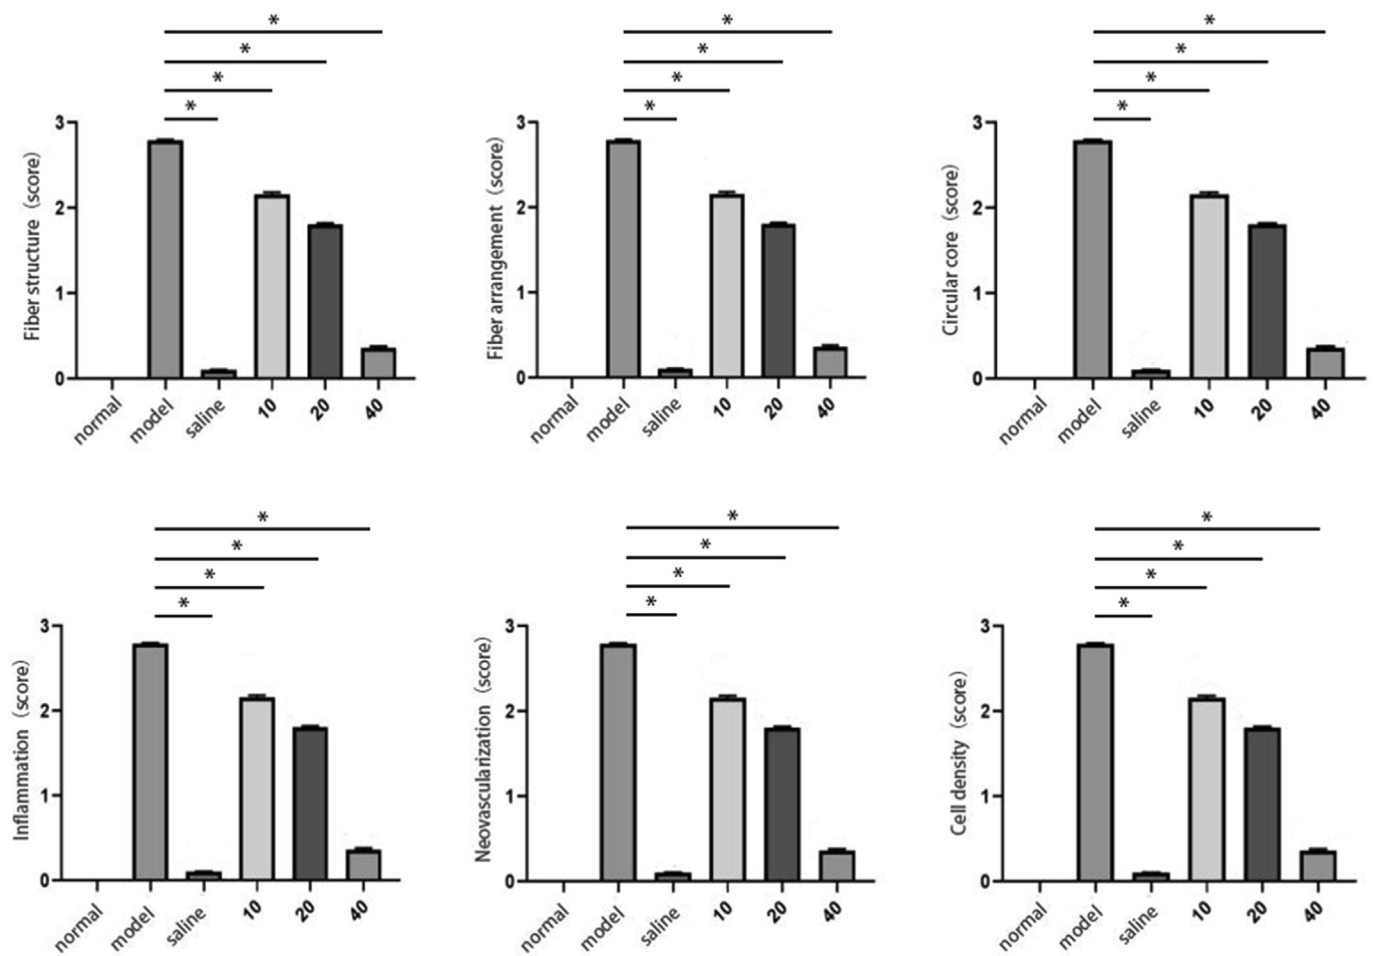 * * *
* * *
* * *
* * *
3 3 3
2 2 2
1 1 1
0 0 0
Fiber structure（score） Fiber arrangement（score） Circular core（score）
normal model saline 10 20 40 normal model saline 10 20 40 normal model saline 10 20 40
* * *
* * *
* * *
* * *
3 3 3
2 2 2
1 1 1
0 0 0
Inflammation（score） Neovascularization（score） Cell density（score）
normal model saline 10 20 40 normal model saline 10 20 40 normal model saline 10 20 40